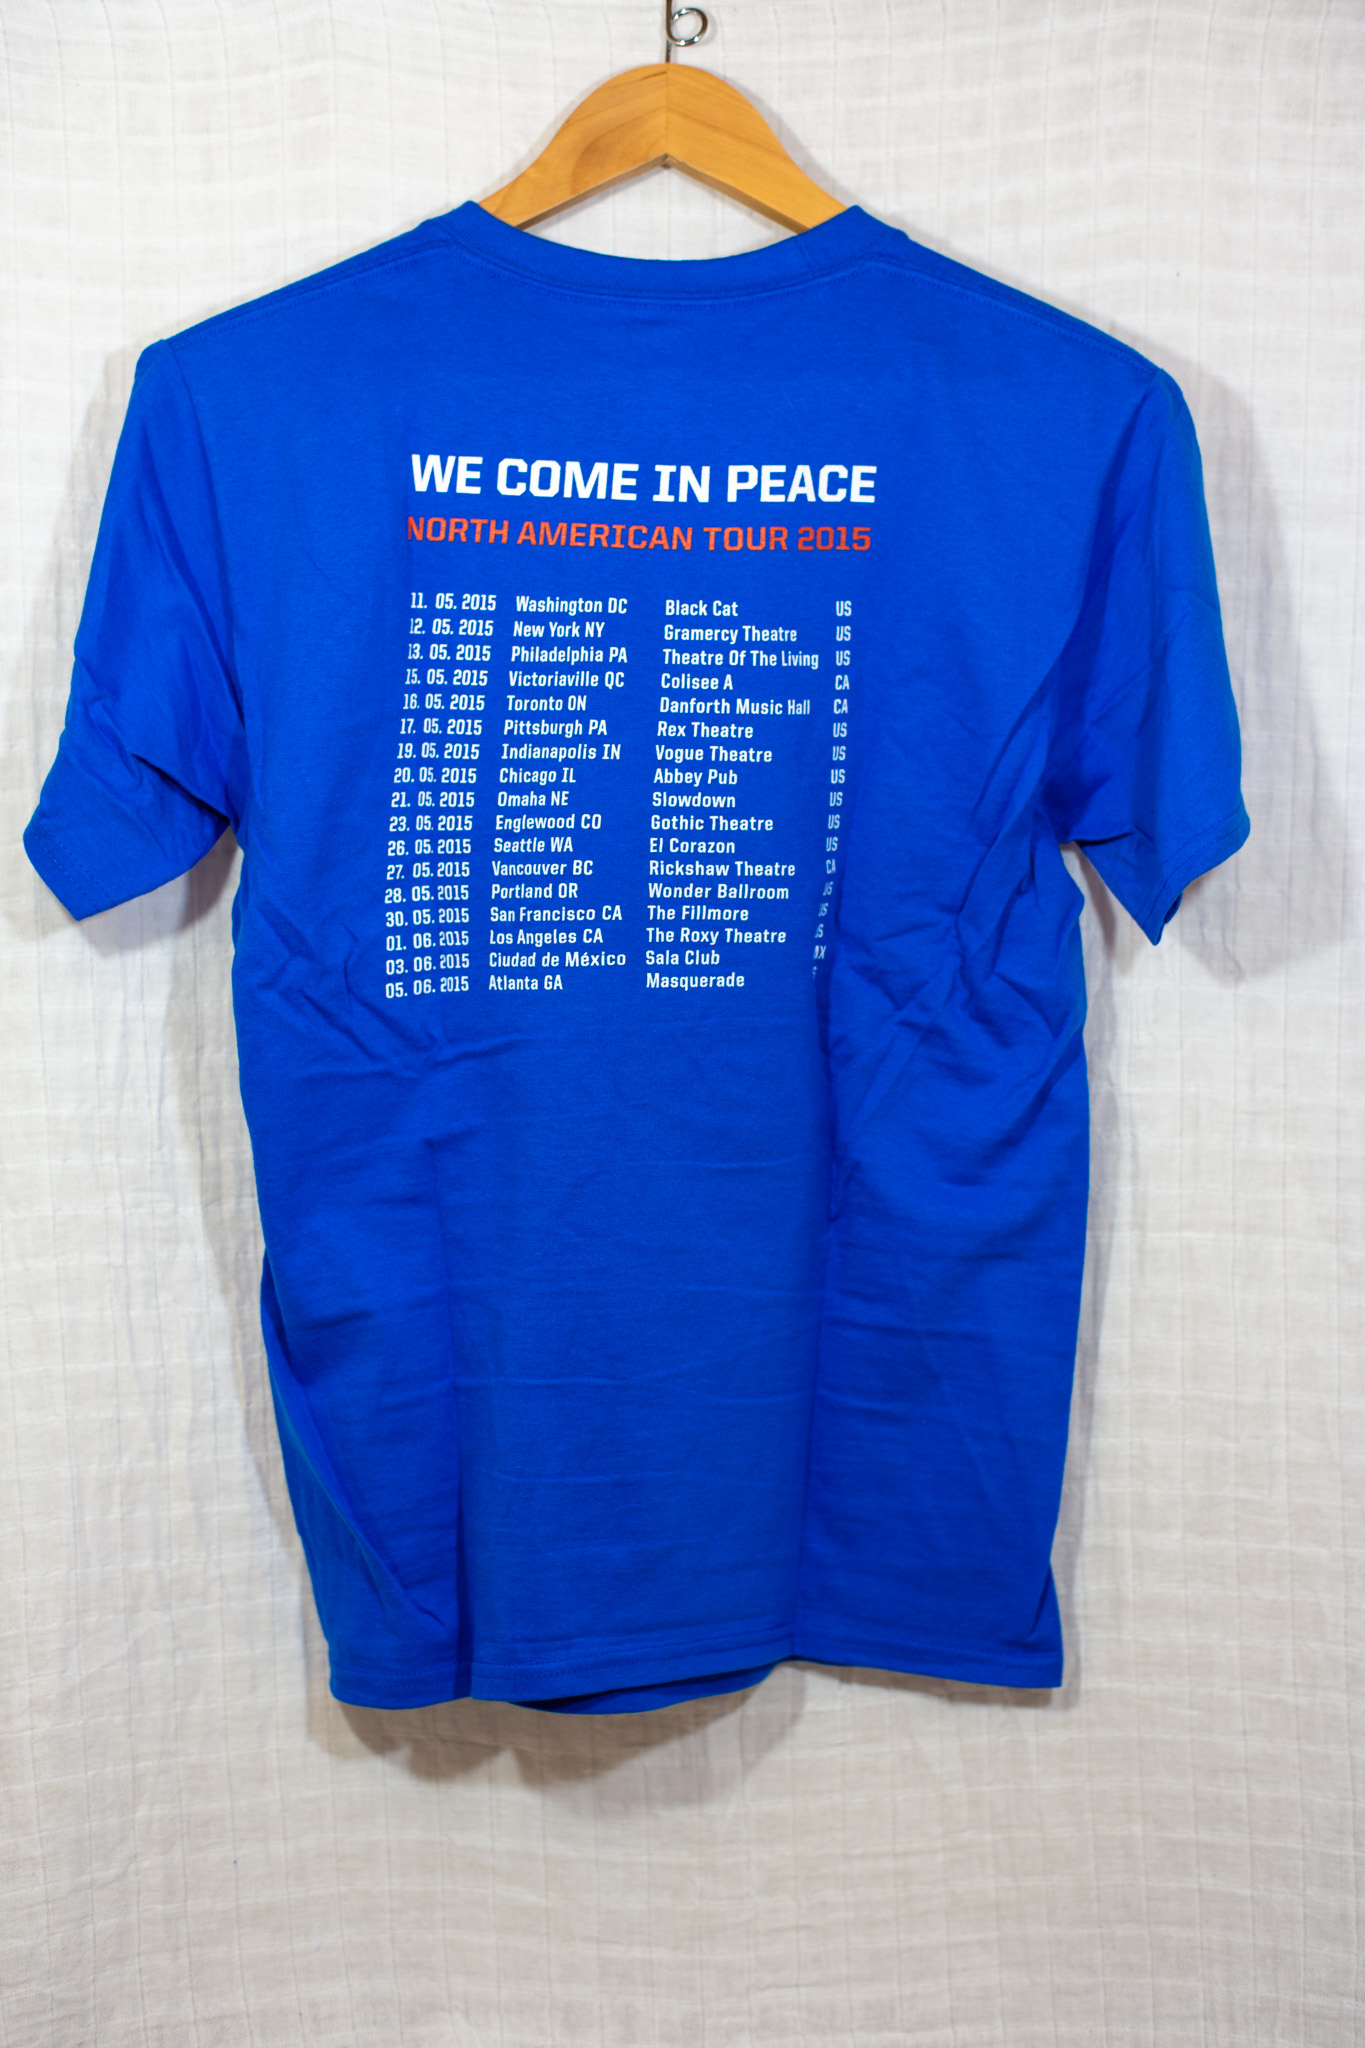 WE COME IN PEACE
NORTH AMERICAN TOUR 2015
11. 05. 2015 Washington DC Black Cat US
12. 05. 2015 New York NY Gramercy Theatre US
13. 05. 2015 Philadelphia PA Theatre Of The Living US
15. 05. 2015 Victoriaville QC Colisee A CA
16. 05. 2015 Toronto ON Danforth Music Hall CA
17. 05. 2015 Pittsburgh PA Rex Theatre US
19. 05. 2015 Indianapolis IN Vogue Theatre US
20. 05. 2015 Chicago IL Abbey Pub US
21. 05. 2015 Omaha NE Slowdown US
23. 05. 2015 Englewood CO Gothic Theatre US
26. 05. 2015 Seattle WA El Corazon US
27. 05. 2015 Vancouver BC Rickshaw Theatre CA
28. 05. 2015 Portland OR Wonder Ballroom US
30. 05. 2015 San Francisco CA The Fillmore US
01. 06. 2015 Los Angeles CA The Roxy Theatre
03. 06. 2015 Ciudad de México Sala Club
05. 06. 2015 Atlanta GA Masquerade